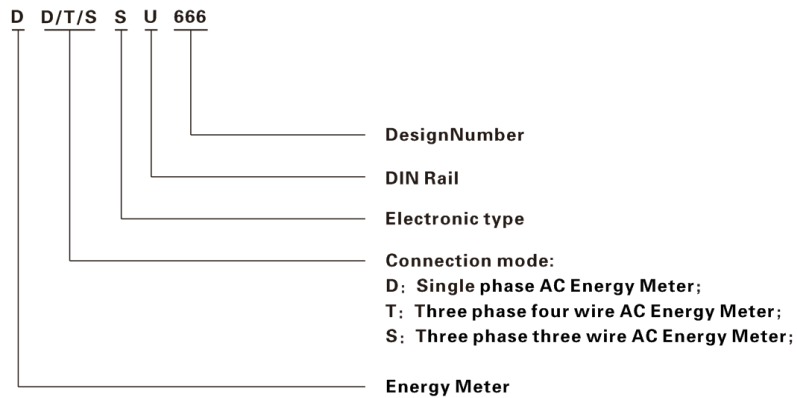 D D/T/S S U 666
DesignNumber
DIN Rail
Electronic type
Connection mode:
D: Single phase AC Energy Meter;
T: Three phase four wire AC Energy Meter;
S: Three phase three wire AC Energy Meter;
Energy Meter